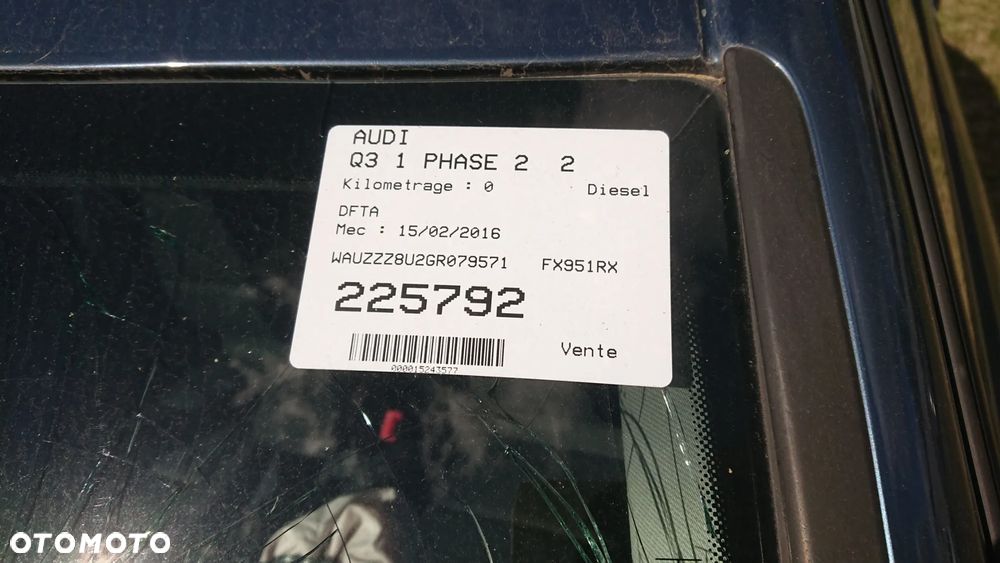 AUDI
Q3 1 PHASE 2 2
Kilometrage : 0 Diesel
DFTA
Mec : 15/02/2016
WAUZZZ8U2GR079571 FX951RX
225792
Vente
000015243577
OTOMOTO